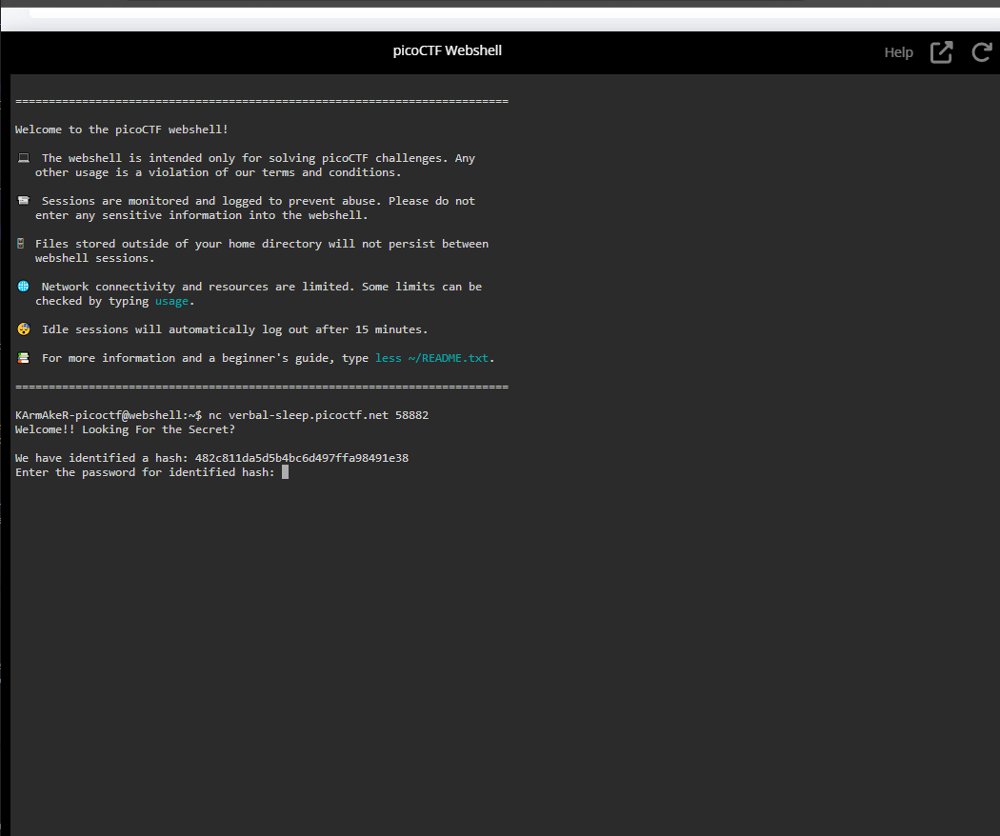 picoCTF Webshell
Help
==========================================================================
Welcome to the picoCTF webshell!
The webshell is intended only for solving picoCTF challenges. Any
other usage is a violation of our terms and conditions.
Sessions are monitored and logged to prevent abuse. Please do not
enter any sensitive information into the webshell.
Files stored outside of your home directory will not persist between
webshell sessions.
Network connectivity and resources are limited. Some limits can be
checked by typing usage.
Idle sessions will automatically log out after 15 minutes.
For more information and a beginner's guide, type less ~/README.txt.
==========================================================================
KArmAkeR-picoctf@webshell:~$ nc verbal-sleep.picoctf.net 58882
Welcome!! Looking For the Secret?
We have identified a hash: 482c811da5d5b4bc6d497ffa98491e38
Enter the password for identified hash: